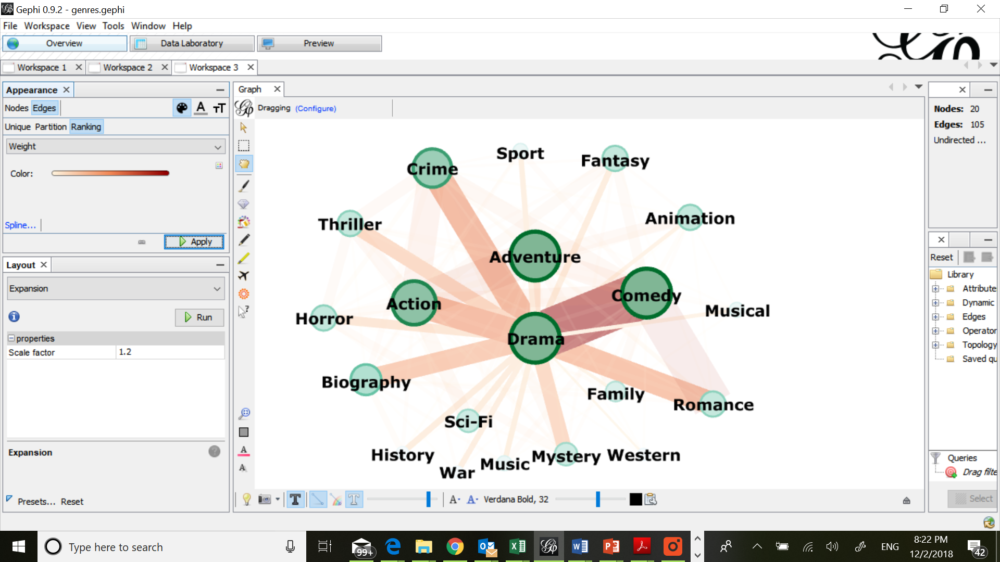 Gephi 0.9.2 - genres.gephi
File Workspace View Tools Window Help
Overview Data Laboratory Preview
Workspace 1 Workspace 2 Workspace 3
Appearance
Nodes Edges
Unique Partition Ranking
Weight
Color:
Spline...
Apply
Layout
Expansion
Run
properties
Scale factor 1.2
Expansion
Presets... Reset
Graph
Dragging (Configure)
Sport
Fantasy
Crime
Animation
Thriller
Adventure
Comedy
Action
Musical
Horror
Drama
Biography
Family
Romance
Sci-Fi
History
Mystery
Western
Music
War
A A Verdana Bold, 32
Nodes: 20
Edges: 105
Undirected ...
Reset
Library
Attribute
Dynamic
Edges
Operator
Topology
Saved qu
Queries
Drag filte
Select
Type here to search
99+
ENG
8:22 PM
12/2/2018
42